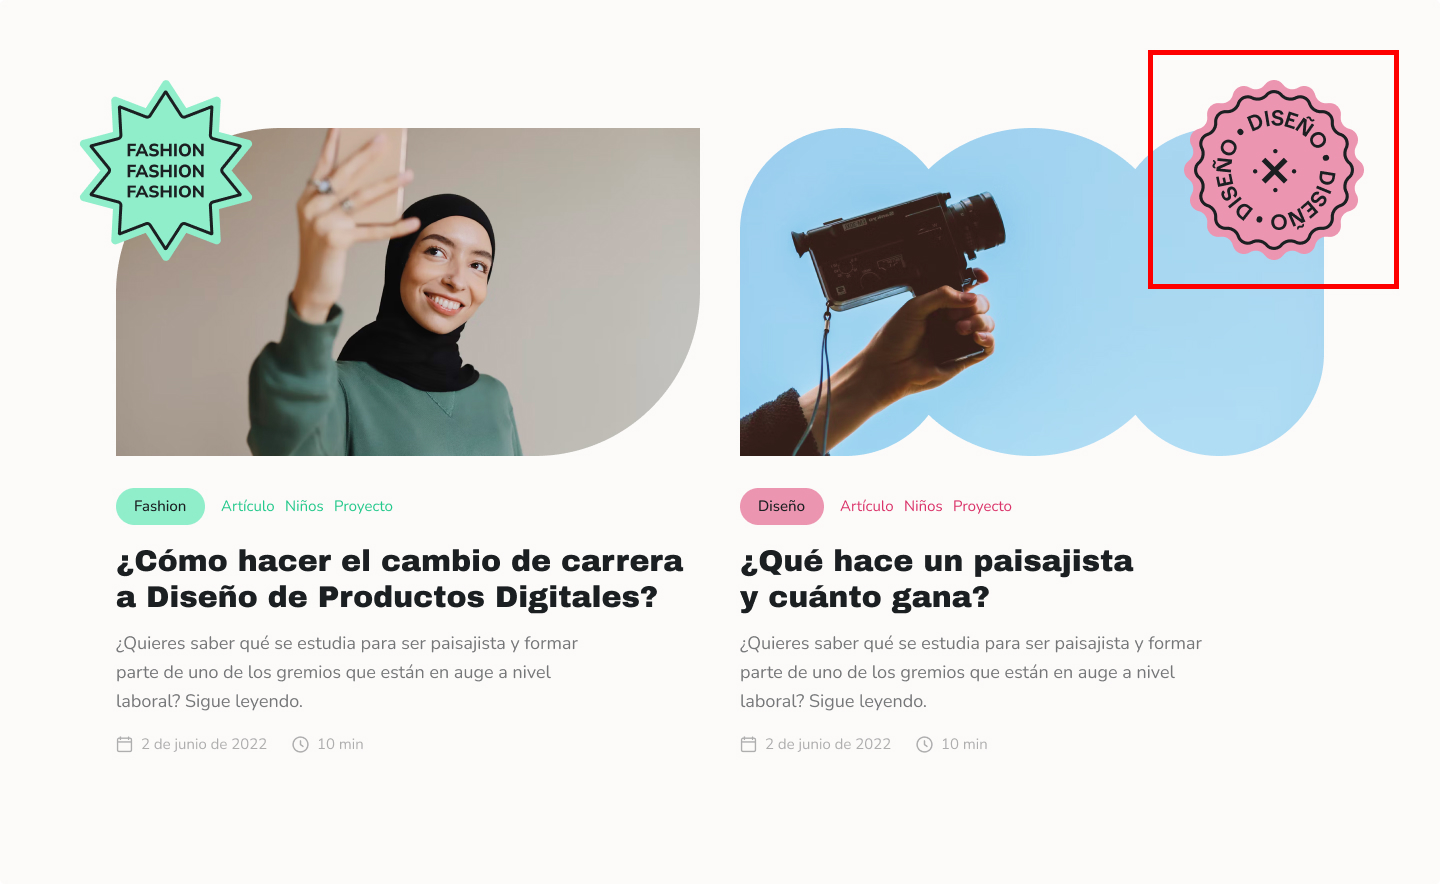 FASHION
FASHION
FASHION
DISEÑO • DISEÑO • DISEÑO •
Fashion Artículo Niños Proyecto
¿Cómo hacer el cambio de carrera
a Diseño de Productos Digitales?
¿Quieres saber qué se estudia para ser paisajista y formar
parte de uno de los gremios que están en auge a nivel
laboral? Sigue leyendo.
2 de junio de 2022 10 min
Diseño Artículo Niños Proyecto
¿Qué hace un paisajista
y cuánto gana?
¿Quieres saber qué se estudia para ser paisajista y formar
parte de uno de los gremios que están en auge a nivel
laboral? Sigue leyendo.
2 de junio de 2022 10 min